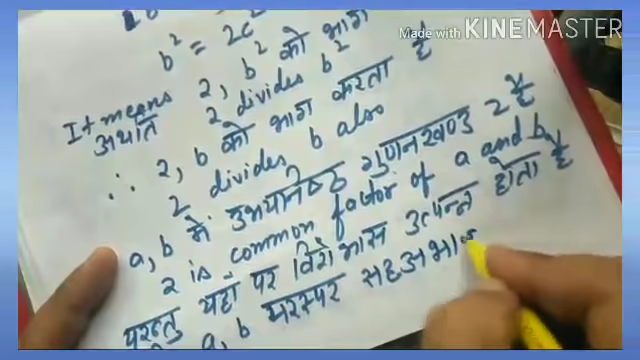 Made with KINEMASTER
b² = 2c²
2, b² को भाग
It means 2 divides b²
अर्थात
∴ 2, b को भाग करता है
2 divides b also
a, b में उभयनिष्ठ गुणनखण्ड 2 है
2 is common factor of a and b
परन्तु यहाँ पर विरोधाभास उत्पन्न होता है
a, b परस्पर सहअभाज